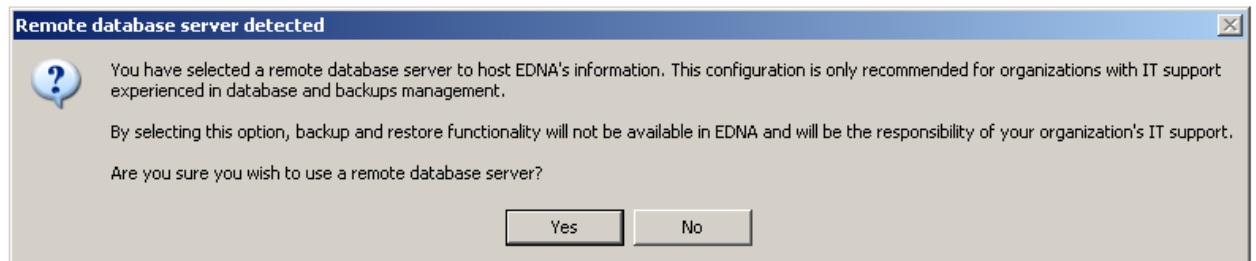 Remote database server detected
You have selected a remote database server to host EDNA's information. This configuration is only recommended for organizations with IT support
experienced in database and backups management.
By selecting this option, backup and restore functionality will not be available in EDNA and will be the responsibility of your organization's IT support.
Are you sure you wish to use a remote database server?
Yes No